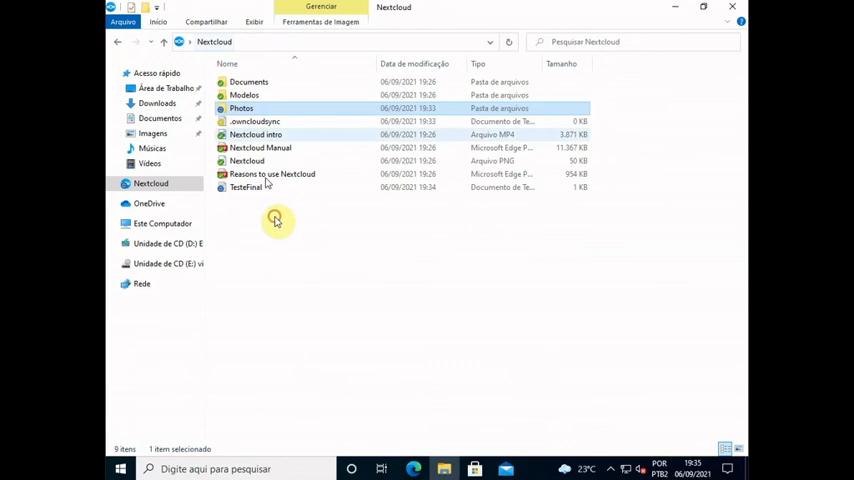 Gerenciar
Nextcloud
Arquivo
Início
Compartilhar
Exibir
Ferramentas de Imagem
Nextcloud
Pesquisar Nextcloud
Nome
Data de modificação
Tipo
Tamanho
Acesso rápido
Área de Trabalho
Downloads
Documentos
Imagens
Músicas
Vídeos
Nextcloud
OneDrive
Este Computador
Unidade de CD (D:) E
Unidade de CD (E:) vi
Rede
Documents 06/09/2021 19:26 Pasta de arquivos
Modelos 06/09/2021 19:26 Pasta de arquivos
Photos 06/09/2021 19:33 Pasta de arquivos
.owncloudsync 06/09/2021 19:26 Documento de Te... 0 KB
Nextcloud intro 06/09/2021 19:26 Arquivo MP4 3.871 KB
Nextcloud Manual 06/09/2021 19:26 Microsoft Edge P... 11.367 KB
Nextcloud 06/09/2021 19:26 Arquivo PNG 50 KB
Reasons to use Nextcloud 06/09/2021 19:26 Microsoft Edge P... 954 KB
TesteFinal 06/09/2021 19:34 Documento de Te... 1 KB
9 itens 1 item selecionado
Digite aqui para pesquisar
23°C
POR
PTB2
19:35
06/09/2021